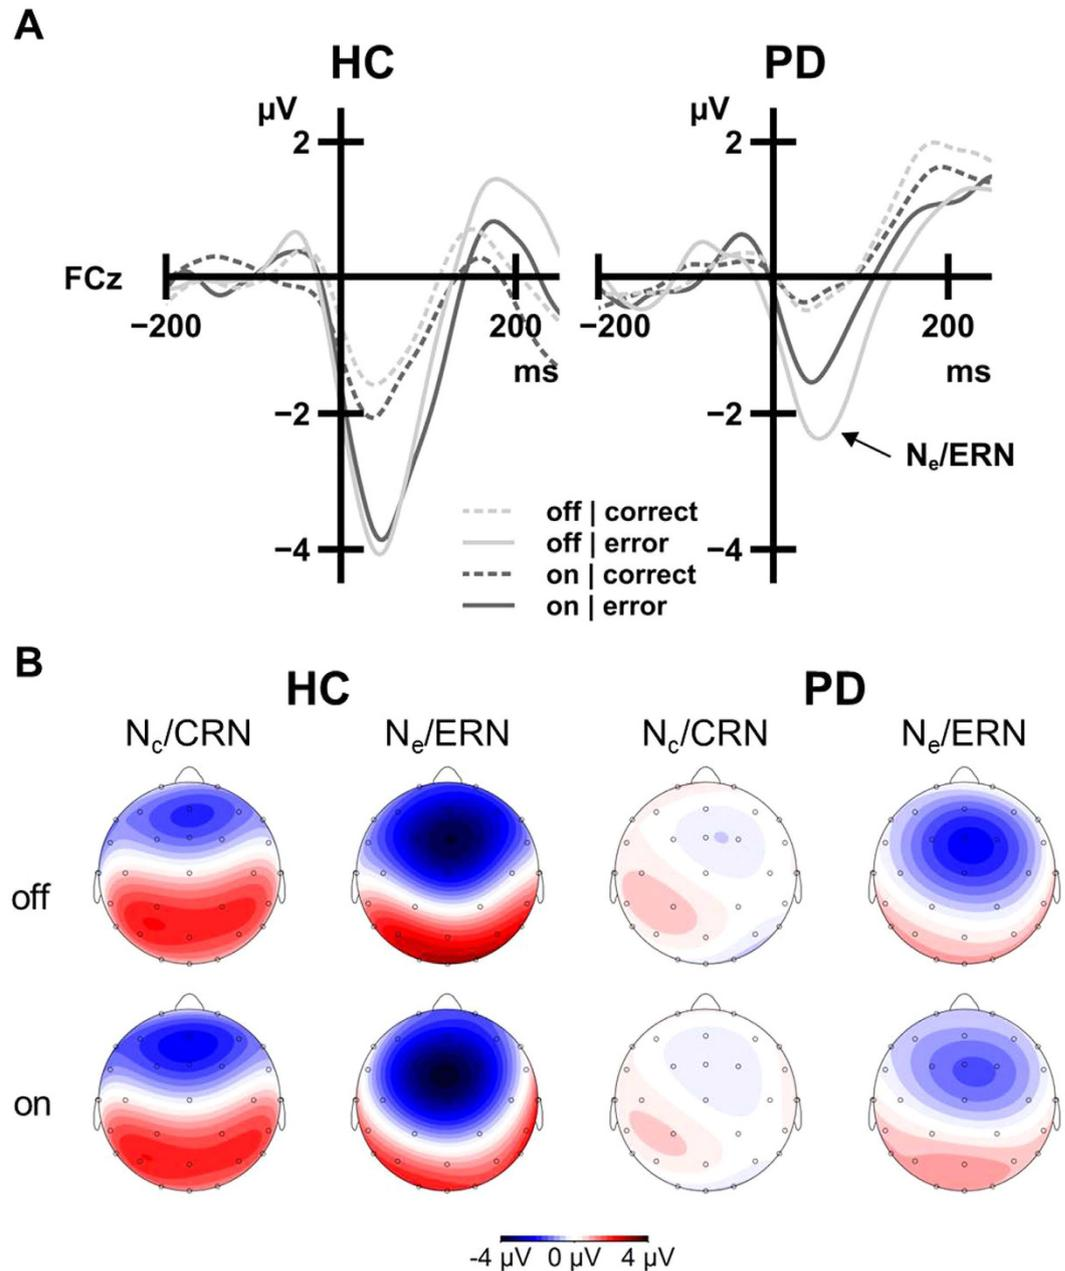 A
HC
PD
µV
µV
2
2
FCz
−200
200
−200
200
ms
ms
−2
−2
Ne/ERN
off | correct
off | error
on | correct
on | error
−4
−4
B
HC
PD
Nc/CRN
Ne/ERN
Nc/CRN
Ne/ERN
off
on
-4 µV 0 µV 4 µV